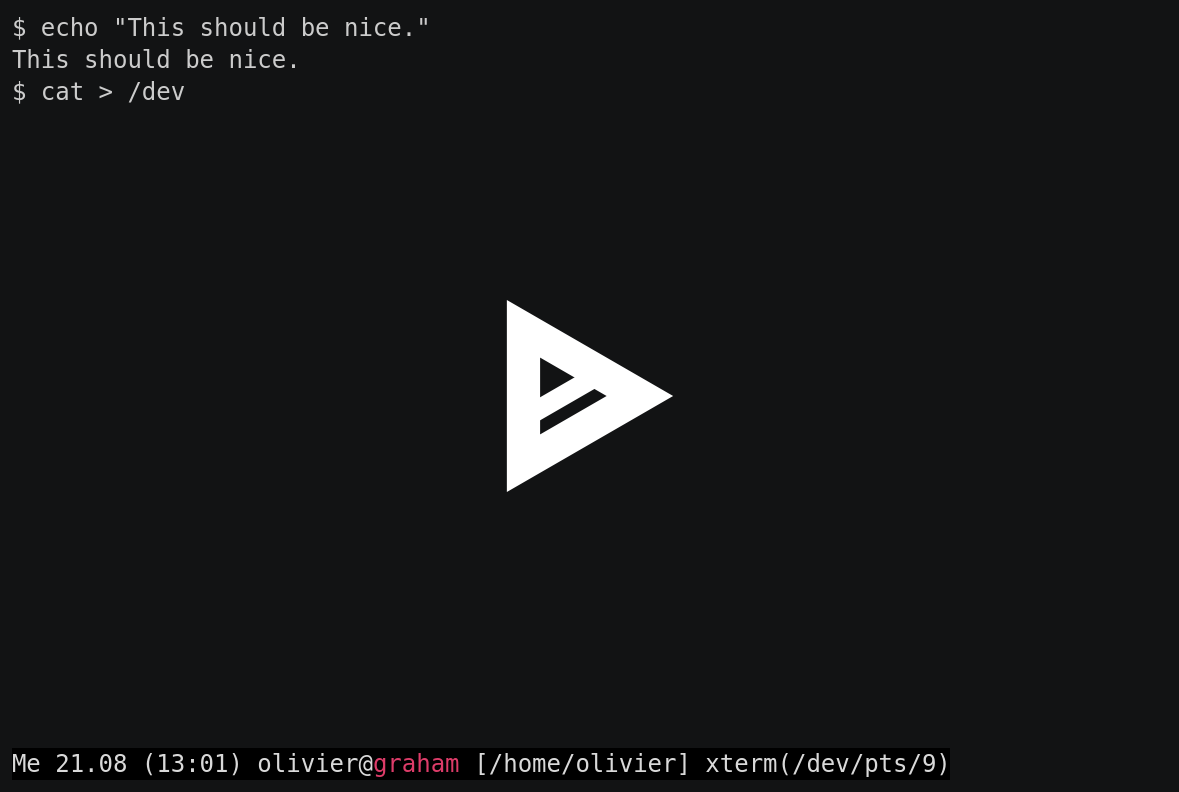 $ echo "This should be nice."
This should be nice.
$ cat > /dev
Me 21.08 (13:01) olivier@graham [/home/olivier] xterm(/dev/pts/9)